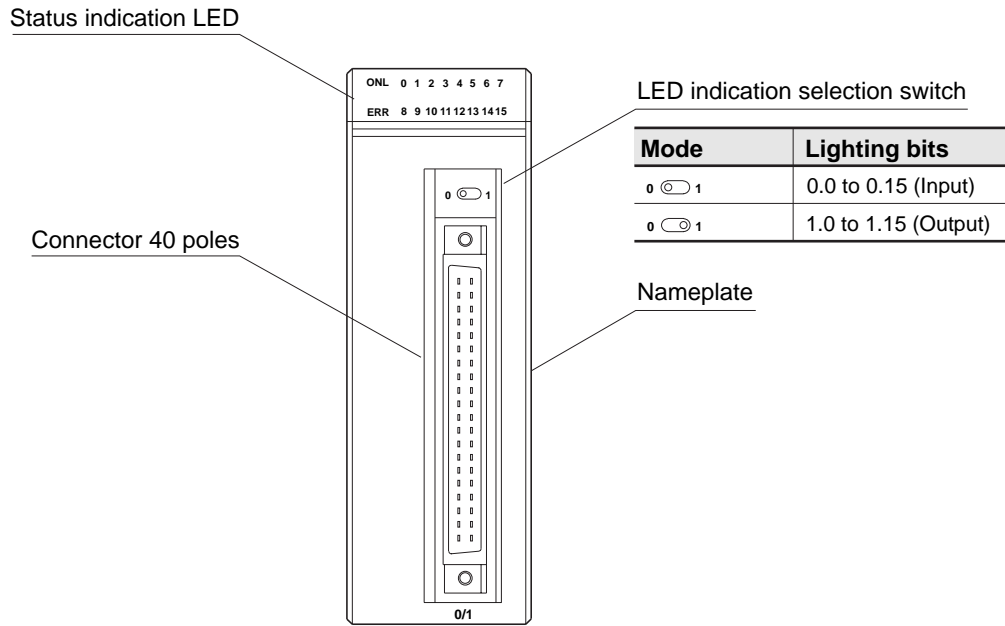 Status indication LED
ONL 0 1 2 3 4 5 6 7
ERR 8 9 10 11 12 13 14 15
LED indication selection switch
Mode Lighting bits
0 1 0.0 to 0.15 (Input)
0 1 1.0 to 1.15 (Output)
0 1
Connector 40 poles
Nameplate
0/1